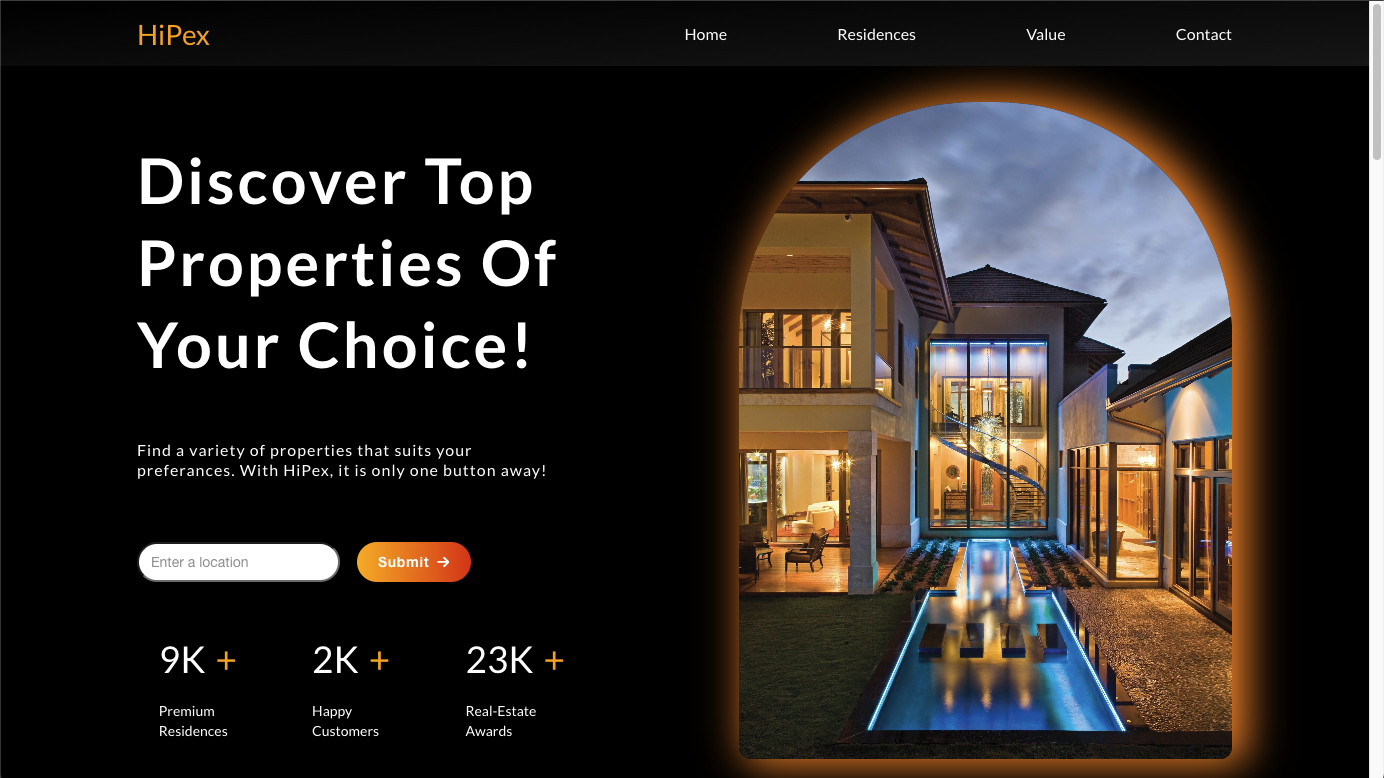 HiPex
Home
Residences
Value
Contact
Discover Top
Properties Of
Your Choice!
Find a variety of properties that suits your
preferances. With HiPex, it is only one button away!
Enter a location
Submit →
9K +
2K +
23K +
Premium
Residences
Happy
Customers
Real-Estate
Awards